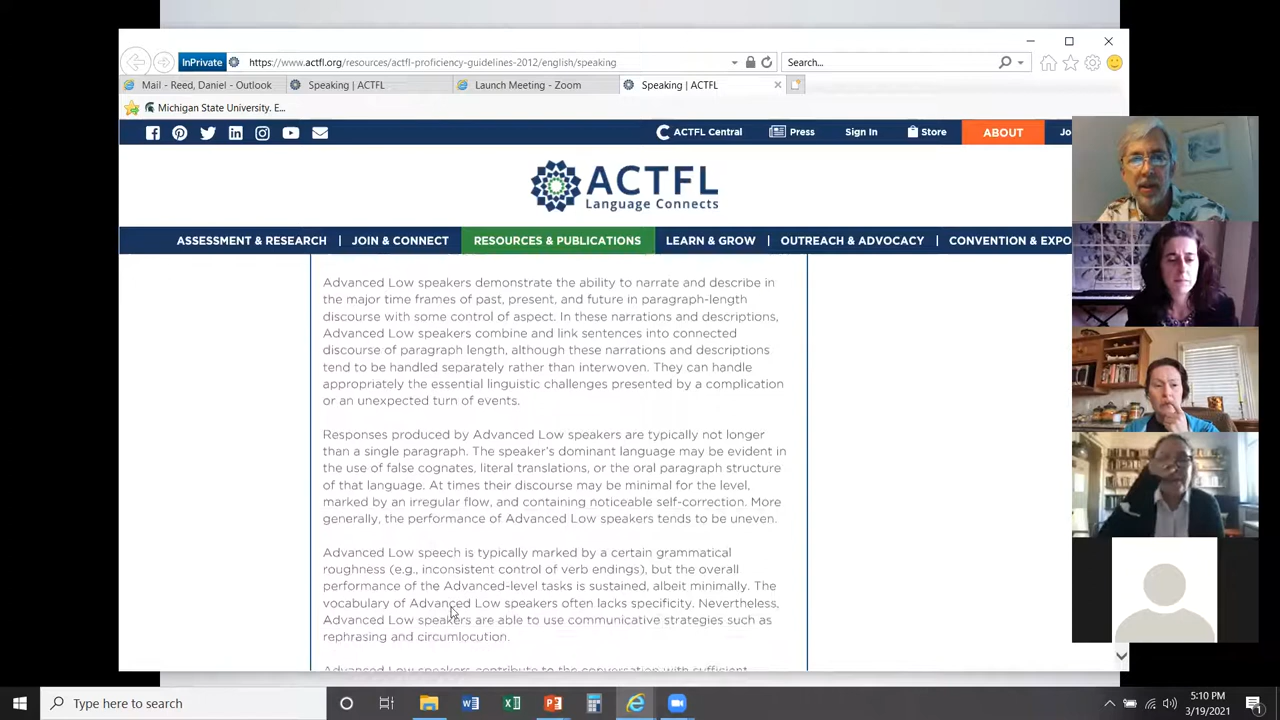 InPrivate
https://www.actfl.org/resources/actfl-proficiency-guidelines-2012/english/speaking
Search...
Mail - Reed, Daniel - Outlook
Speaking | ACTFL
Launch Meeting - Zoom
Speaking | ACTFL
Michigan State University. E...
ACTFL Central
Press
Sign In
Store
ABOUT
Jo
ACTFL
Language Connects
ASSESSMENT & RESEARCH
JOIN & CONNECT
RESOURCES & PUBLICATIONS
LEARN & GROW
OUTREACH & ADVOCACY
CONVENTION & EXPO
Advanced Low speakers demonstrate the ability to narrate and describe in
the major time frames of past, present, and future in paragraph-length
discourse with some control of aspect. In these narrations and descriptions,
Advanced Low speakers combine and link sentences into connected
discourse of paragraph length, although these narrations and descriptions
tend to be handled separately rather than interwoven. They can handle
appropriately the essential linguistic challenges presented by a complication
or an unexpected turn of events.
Responses produced by Advanced Low speakers are typically not longer
than a single paragraph. The speaker's dominant language may be evident in
the use of false cognates, literal translations, or the oral paragraph structure
of that language. At times their discourse may be minimal for the level,
marked by an irregular flow, and containing noticeable self-correction. More
generally, the performance of Advanced Low speakers tends to be uneven.
Advanced Low speech is typically marked by a certain grammatical
roughness (e.g., inconsistent control of verb endings), but the overall
performance of the Advanced-level tasks is sustained, albeit minimally. The
vocabulary of Advanced Low speakers often lacks specificity. Nevertheless,
Advanced Low speakers are able to use communicative strategies such as
rephrasing and circumlocution.
Advanced Low speakers contribute to the conversation with sufficient
Type here to search
5:10 PM
3/19/2021